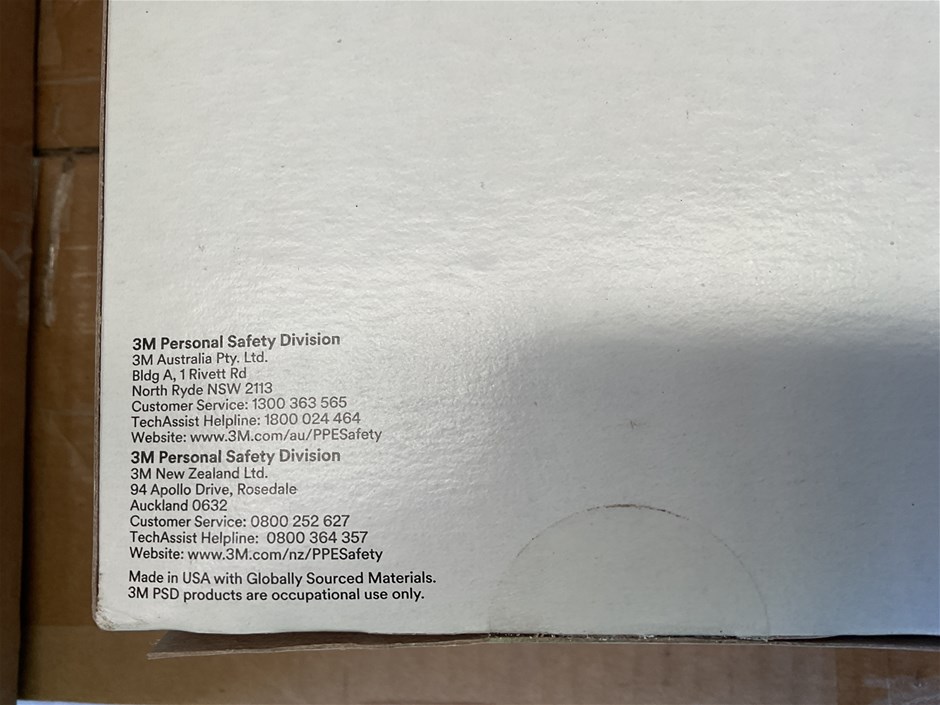 3M Personal Safety Division
3M Australia Pty. Ltd.
Bldg A, 1 Rivett Rd
North Ryde NSW 2113
Customer Service: 1300 363 565
TechAssist Helpline: 1800 024 464
Website: www.3M.com/au/PPESafety
3M Personal Safety Division
3M New Zealand Ltd.
94 Apollo Drive, Rosedale
Auckland 0632
Customer Service: 0800 252 627
TechAssist Helpline: 0800 364 357
Website: www.3M.com/nz/PPESafety
Made in USA with Globally Sourced Materials.
3M PSD products are occupational use only.